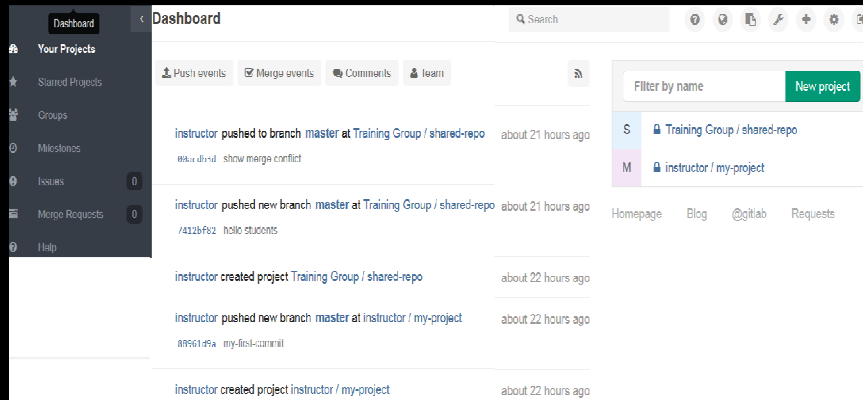 Dashboard
Your Projects
Starred Projects
Groups
Milestones
Issues 0
Merge Requests 0
Help
Dashboard
Search
Push events Merge events Comments Team
instructor pushed to branch master at Training Group / shared-repo about 21 hours ago
show merge conflict
instructor pushed new branch master at Training Group / shared-repo about 21 hours ago
7412bf82 hello students
instructor created project Training Group / shared-repo about 22 hours ago
instructor pushed new branch master at instructor / my-project about 22 hours ago
88961d9a my-first-commit
instructor created project instructor / my-project about 22 hours ago
Filter by name New project
S Training Group / shared-repo
M instructor / my-project
Homepage Blog @gitlab Requests